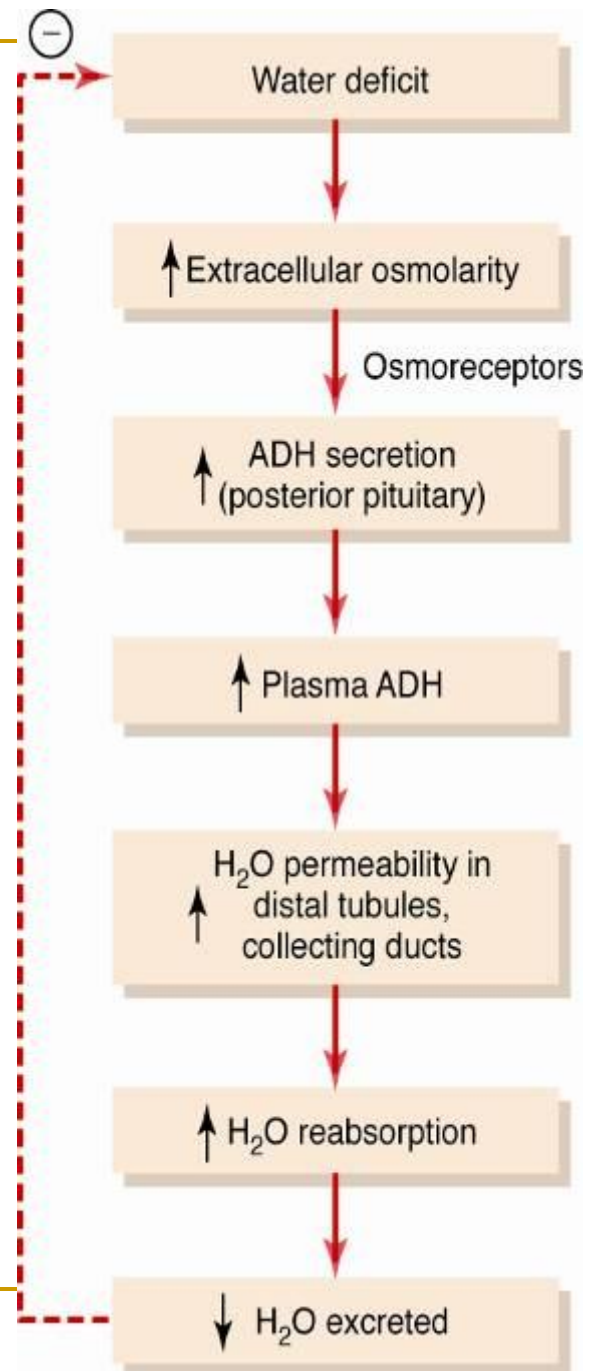 −
Water deficit
↑ Extracellular osmolarity
Osmoreceptors
↑ ADH secretion
(posterior pituitary)
↑ Plasma ADH
H₂O permeability in
↑ distal tubules,
collecting ducts
↑ H₂O reabsorption
↓ H₂O excreted